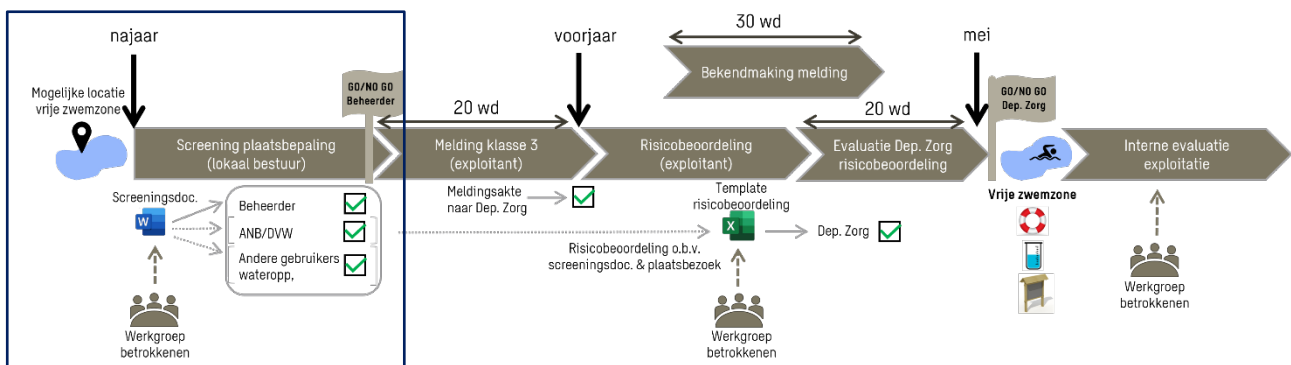 najaar
voorjaar
30 wd
mei
Bekendmaking melding
Mogelijke locatie
vrije zwemzone
GO/NO GO
Beheerder
20 wd
20 wd
GO/NO GO
Dep. Zorg
Screening plaatsbepaling
(lokaal bestuur)
Melding klasse 3
(exploitant)
Risicobeoordeling
(exploitant)
Evaluatie Dep. Zorg
risicobeoordeling
Interne evaluatie
exploitatie
Screeningsdoc.
W
Beheerder
ANB/DVW
Andere gebruikers
wateropp,
Meldingsakte
naar Dep. Zorg
Template
risicobeoordeling
X
Dep. Zorg
Risicobeoordeling o.b.v.
screeningsdoc. & plaatsbezoek
Vrije zwemzone
Werkgroep
betrokkenen
Werkgroep
betrokkenen
Werkgroep
betrokkenen